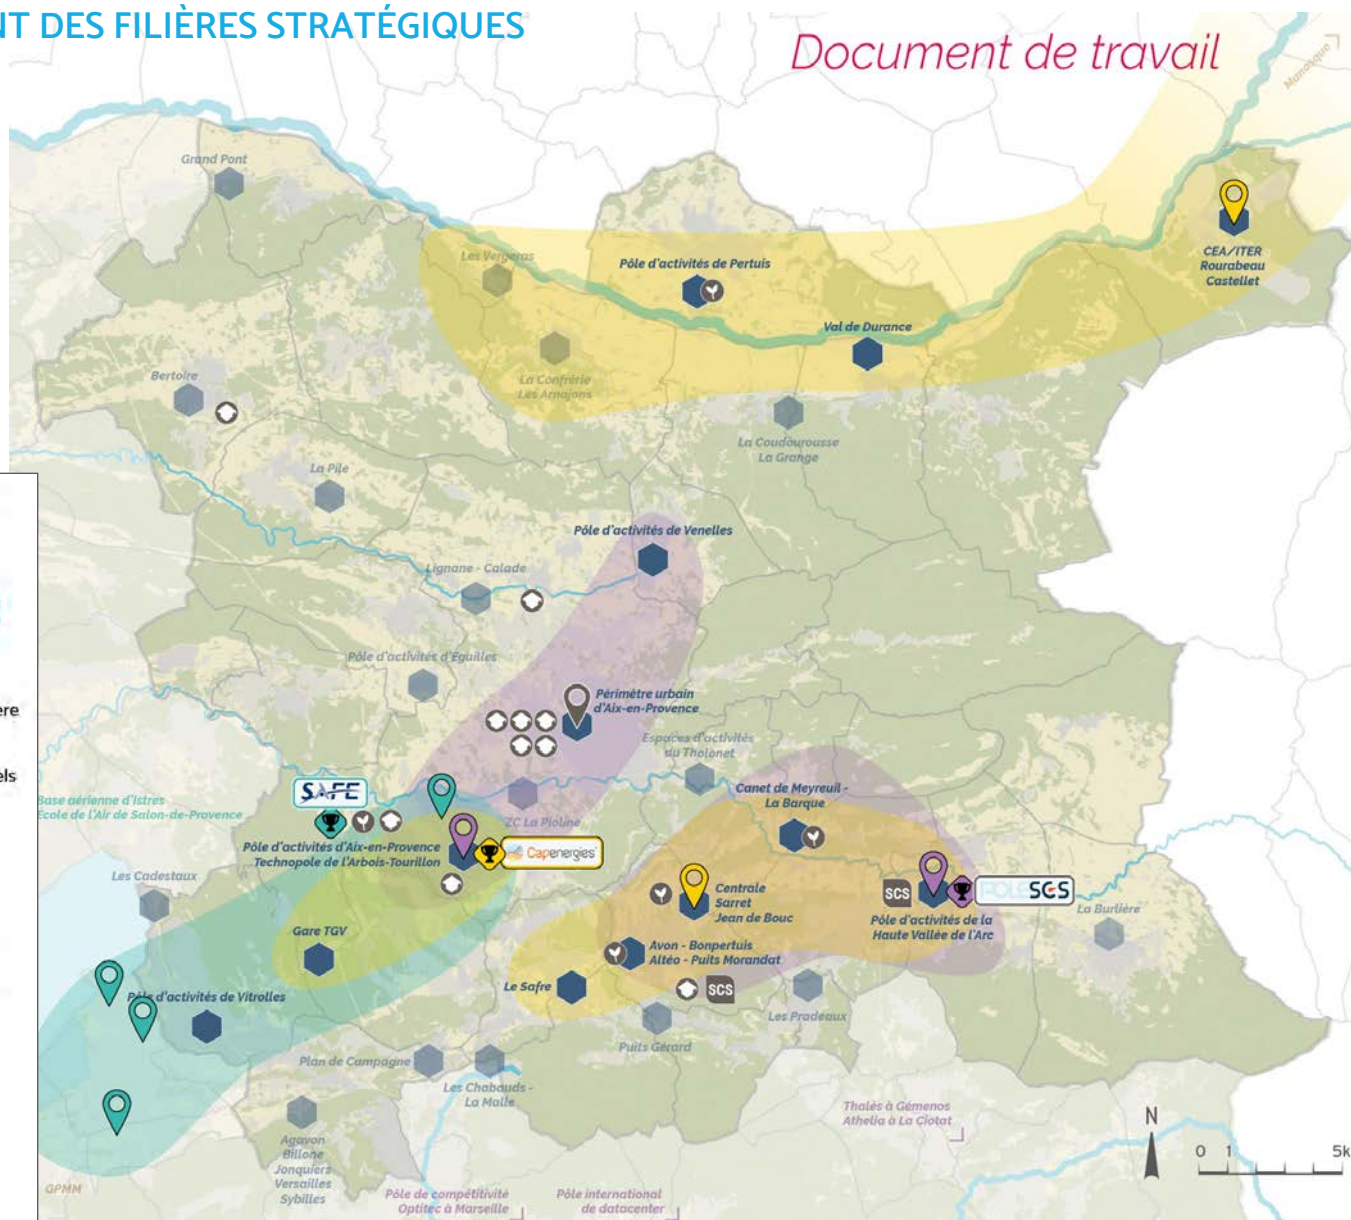 NT DES FILIÈRES STRATÉGIQUES
Document de travail
Manosque
Grand Pont
Les Vergeras
Pôle d'activités de Pertuis
CEA/ITER
Rourabeau
Castellet
Val de Durance
Bertoire
La Confrérie
Les Arnajons
La Coudourousse
La Grange
La Pile
Pôle d'activités de Venelles
Lignane - Calade
Pôle d'activités d'Eguilles
Périmètre urbain
d'Aix-en-Provence
ère
els
Espaces d'activités
du Tholonet
SAFE
Base aérienne d'Istres
École de l'Air de Salon-de-Provence
ZC La Pioline
Canet de Meyreuil -
La Barque
Pôle d'activités d'Aix-en-Provence
Technopole de l'Arbois-Tourillon
Capenergies
Les Cadestaux
Centrale
Sarret
Jean de Bouc
SCS
POLE SCS
Pôle d'activités de la
Haute Vallée de l'Arc
La Burlière
Gare TGV
Avon - Bonpertuis
Altéo - Puits Morandat
Le Safre
SCS
Pôle d'activités de Vitrolles
Les Pradeaux
Puits Gérard
Plan de Campagne
Les Chabauds -
La Malle
Thalès à Gémenos
Athelia à La Ciotat
Agavon
Billone
Jonquiers
Versailles
Sybilles
N
0 1 5k
GPMM
Pôle de compétitivité
Optitec à Marseille
Pôle international
de datacenter